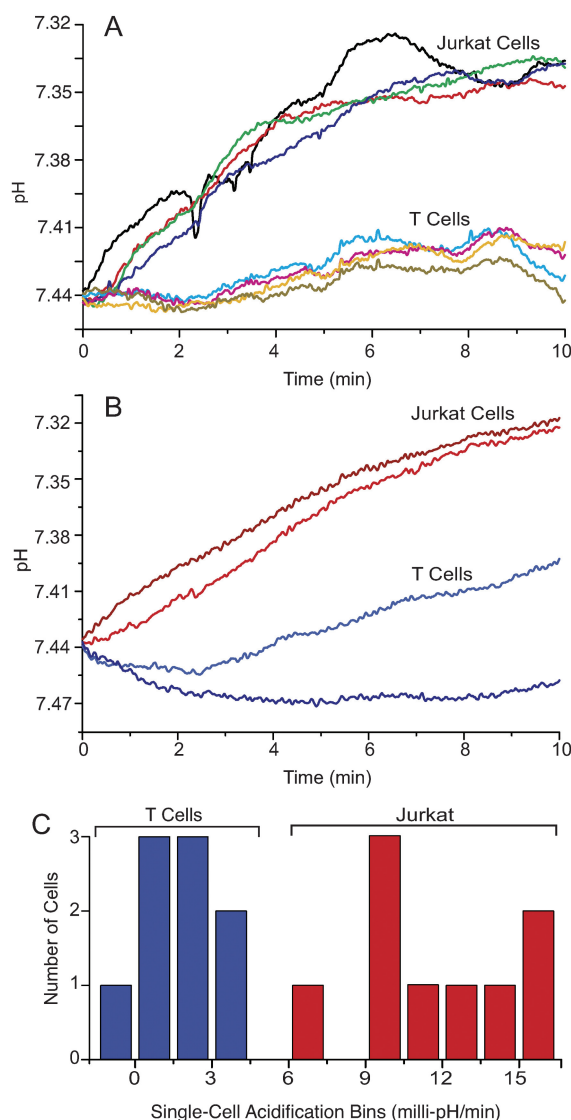 A
7.32
Jurkat Cells
7.35
7.38
pH
7.41
T Cells
7.44
0 2 4 6 8 10
Time (min)
B
7.32
Jurkat Cells
7.35
7.38
pH
T Cells
7.41
7.44
7.47
0 2 4 6 8 10
Time (min)
C
T Cells Jurkat
3
Number of Cells
2
1
0
0 3 6 9 12 15
Single-Cell Acidification Bins (milli-pH/min)